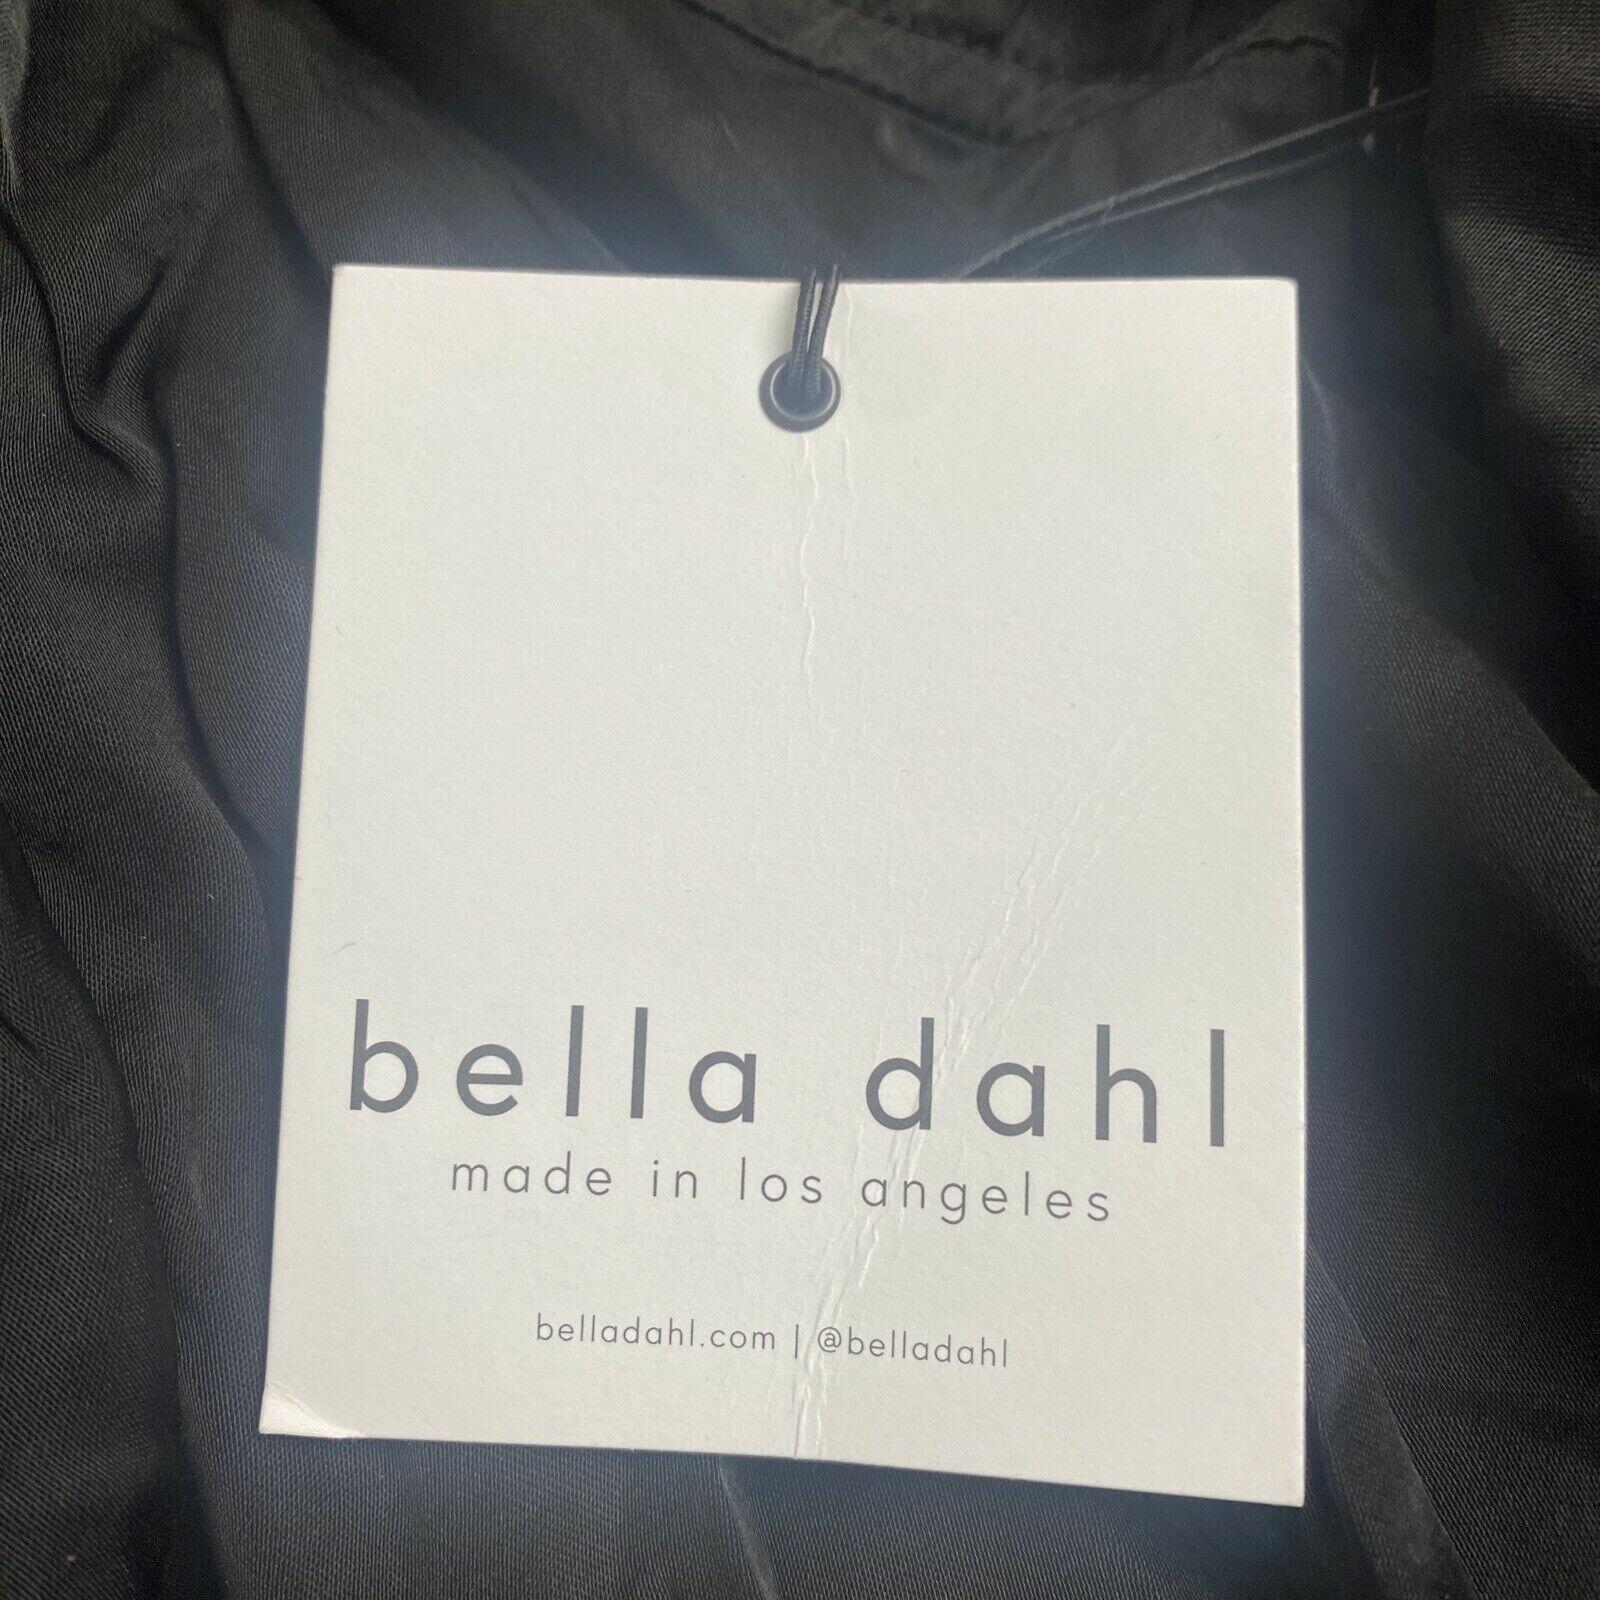 bella dahl
made in los angeles
belladahl.com | @belladahl